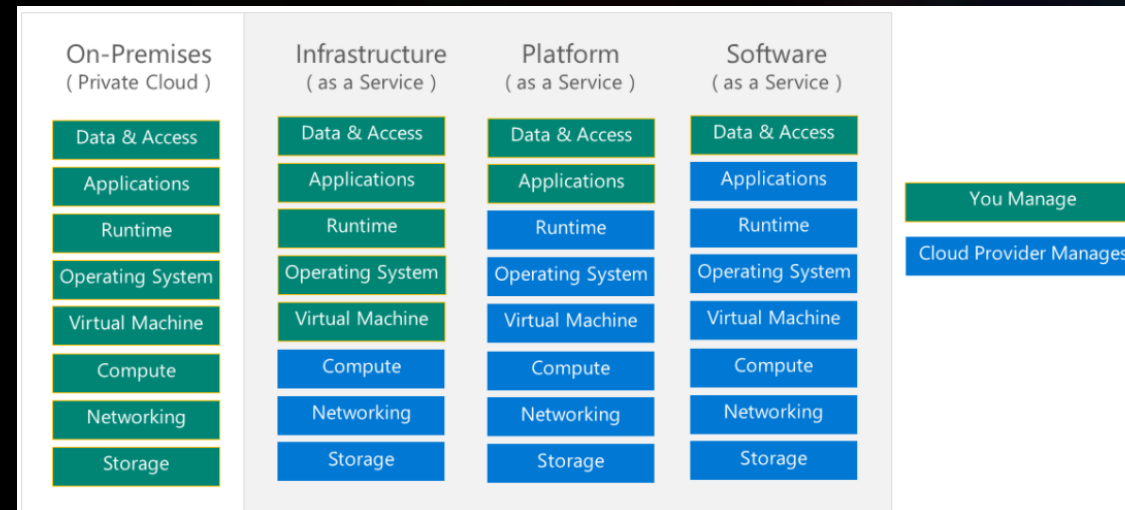 On-Premises
( Private Cloud )
Data & Access
Applications
Runtime
Operating System
Virtual Machine
Compute
Networking
Storage
Infrastructure
( as a Service )
Data & Access
Applications
Runtime
Operating System
Virtual Machine
Compute
Networking
Storage
Platform
( as a Service )
Data & Access
Applications
Runtime
Operating System
Virtual Machine
Compute
Networking
Storage
Software
( as a Service )
Data & Access
Applications
Runtime
Operating System
Virtual Machine
Compute
Networking
Storage
You Manage
Cloud Provider Manages